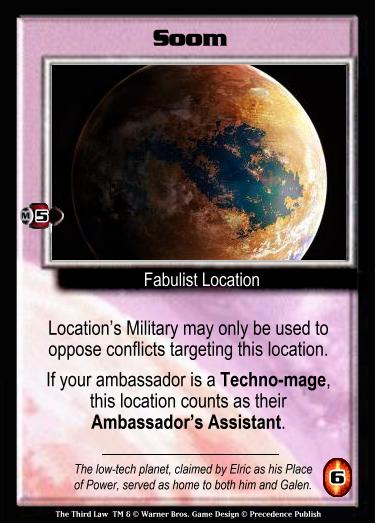 Soom
M 5
Fabulist Location
Location's Military may only be used to
oppose conflicts targeting this location.
If your ambassador is a Techno-mage,
this location counts as their
Ambassador's Assistant.
The low-tech planet, claimed by Elric as his Place
of Power, served as home to both him and Galen.
6
The Third Law TM & © Warner Bros. Game Design © Precedence Publish